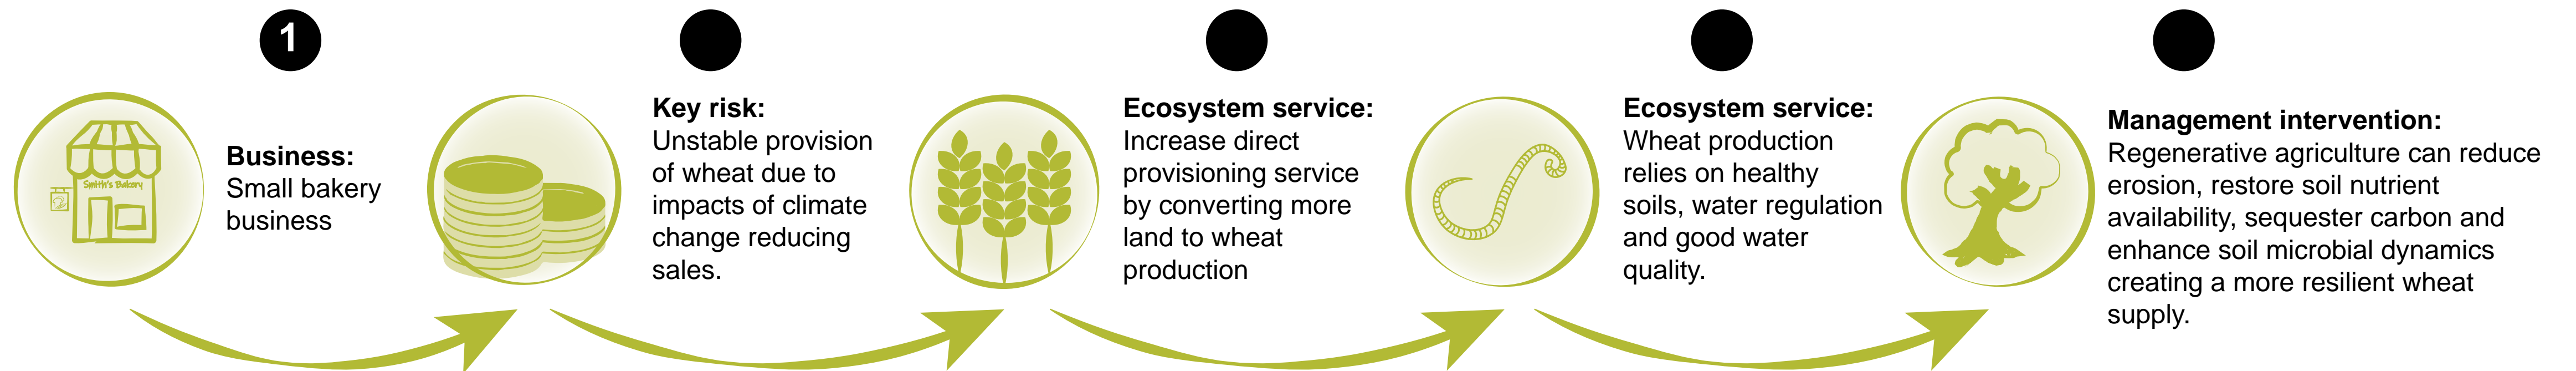 1
Smith's Bakery
Business:
Small bakery
business
Key risk:
Unstable provision
of wheat due to
impacts of climate
change reducing
sales.
Ecosystem service:
Increase direct
provisioning service
by converting more
land to wheat
production
Ecosystem service:
Wheat production
relies on healthy
soils, water regulation
and good water
quality.
Management intervention:
Regenerative agriculture can reduce
erosion, restore soil nutrient
availability, sequester carbon and
enhance soil microbial dynamics
creating a more resilient wheat
supply.